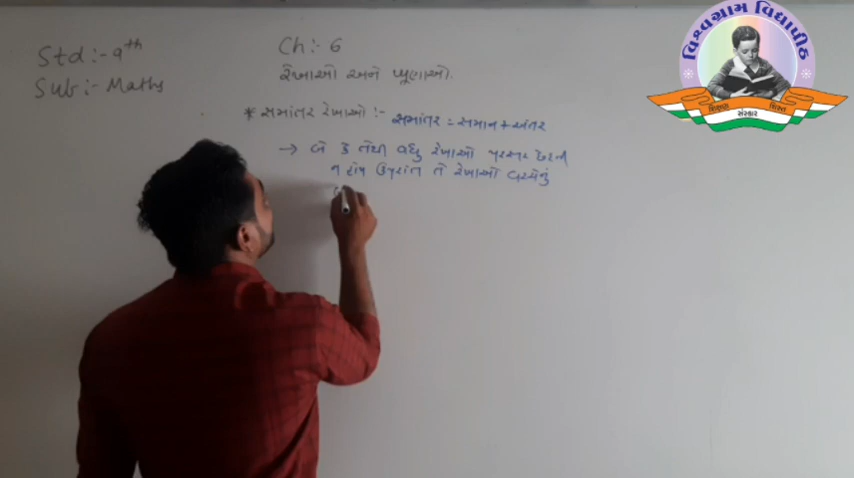 Std :- 9th
Sub :- Maths
Ch :- 6
રેખાઓ અને ખૂણાઓ.
* સમાંતર રેખાઓ :- સમાંતર = સમાન + અંતર
→ બે કે તેથી વધુ રેખાઓ પરસ્પર છેદતી
ન હોય ઉપરાંત તે રેખાઓ વચ્ચેનું
વિશ્વગ્રામ વિદ્યાપીઠ
શિક્ષણ
સંસ્કાર
શિસ્ત